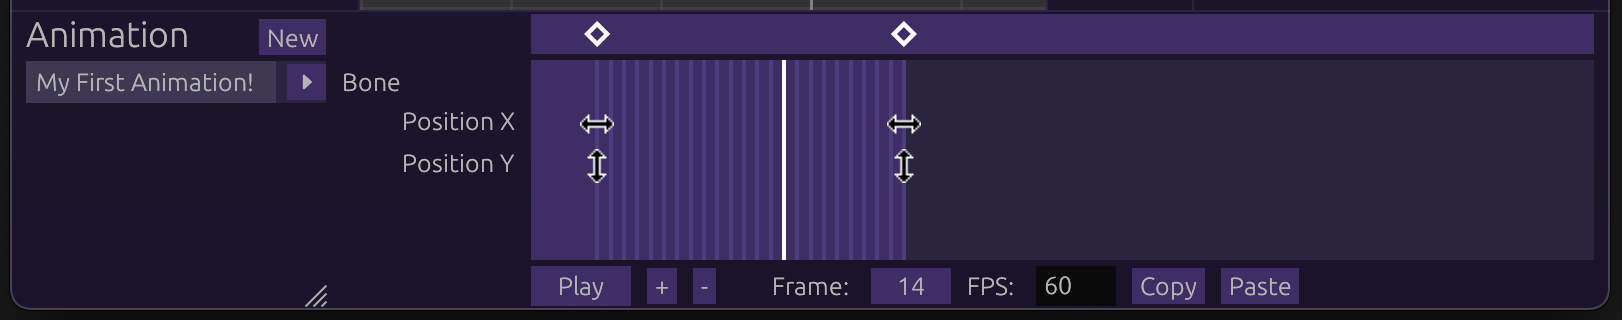 Animation New
My First Animation! Bone
Position X
Position Y
Play + - Frame: 14 FPS: 60 Copy Paste